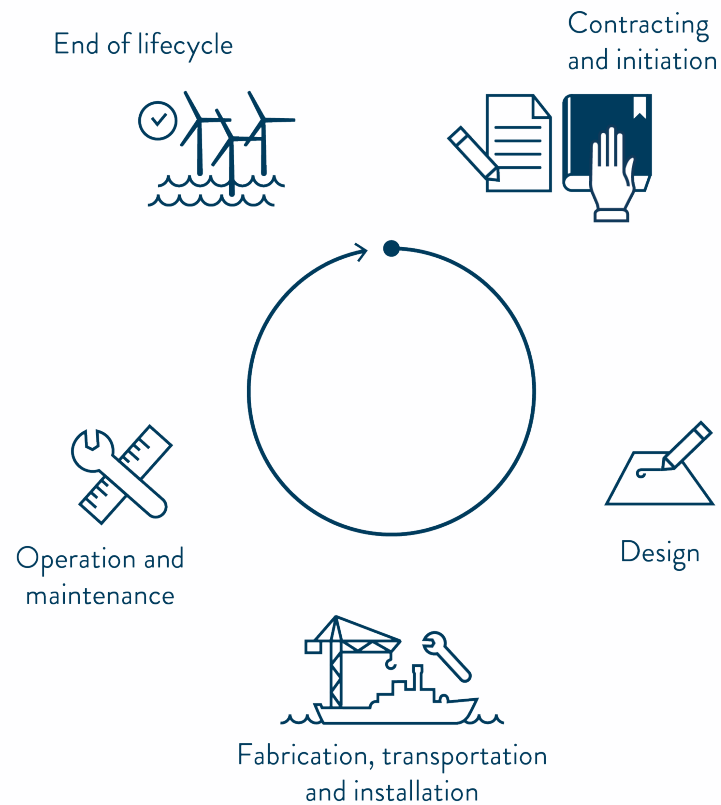 End of lifecycle
Contracting
and initiation
Operation and
maintenance
Design
Fabrication, transportation
and installation